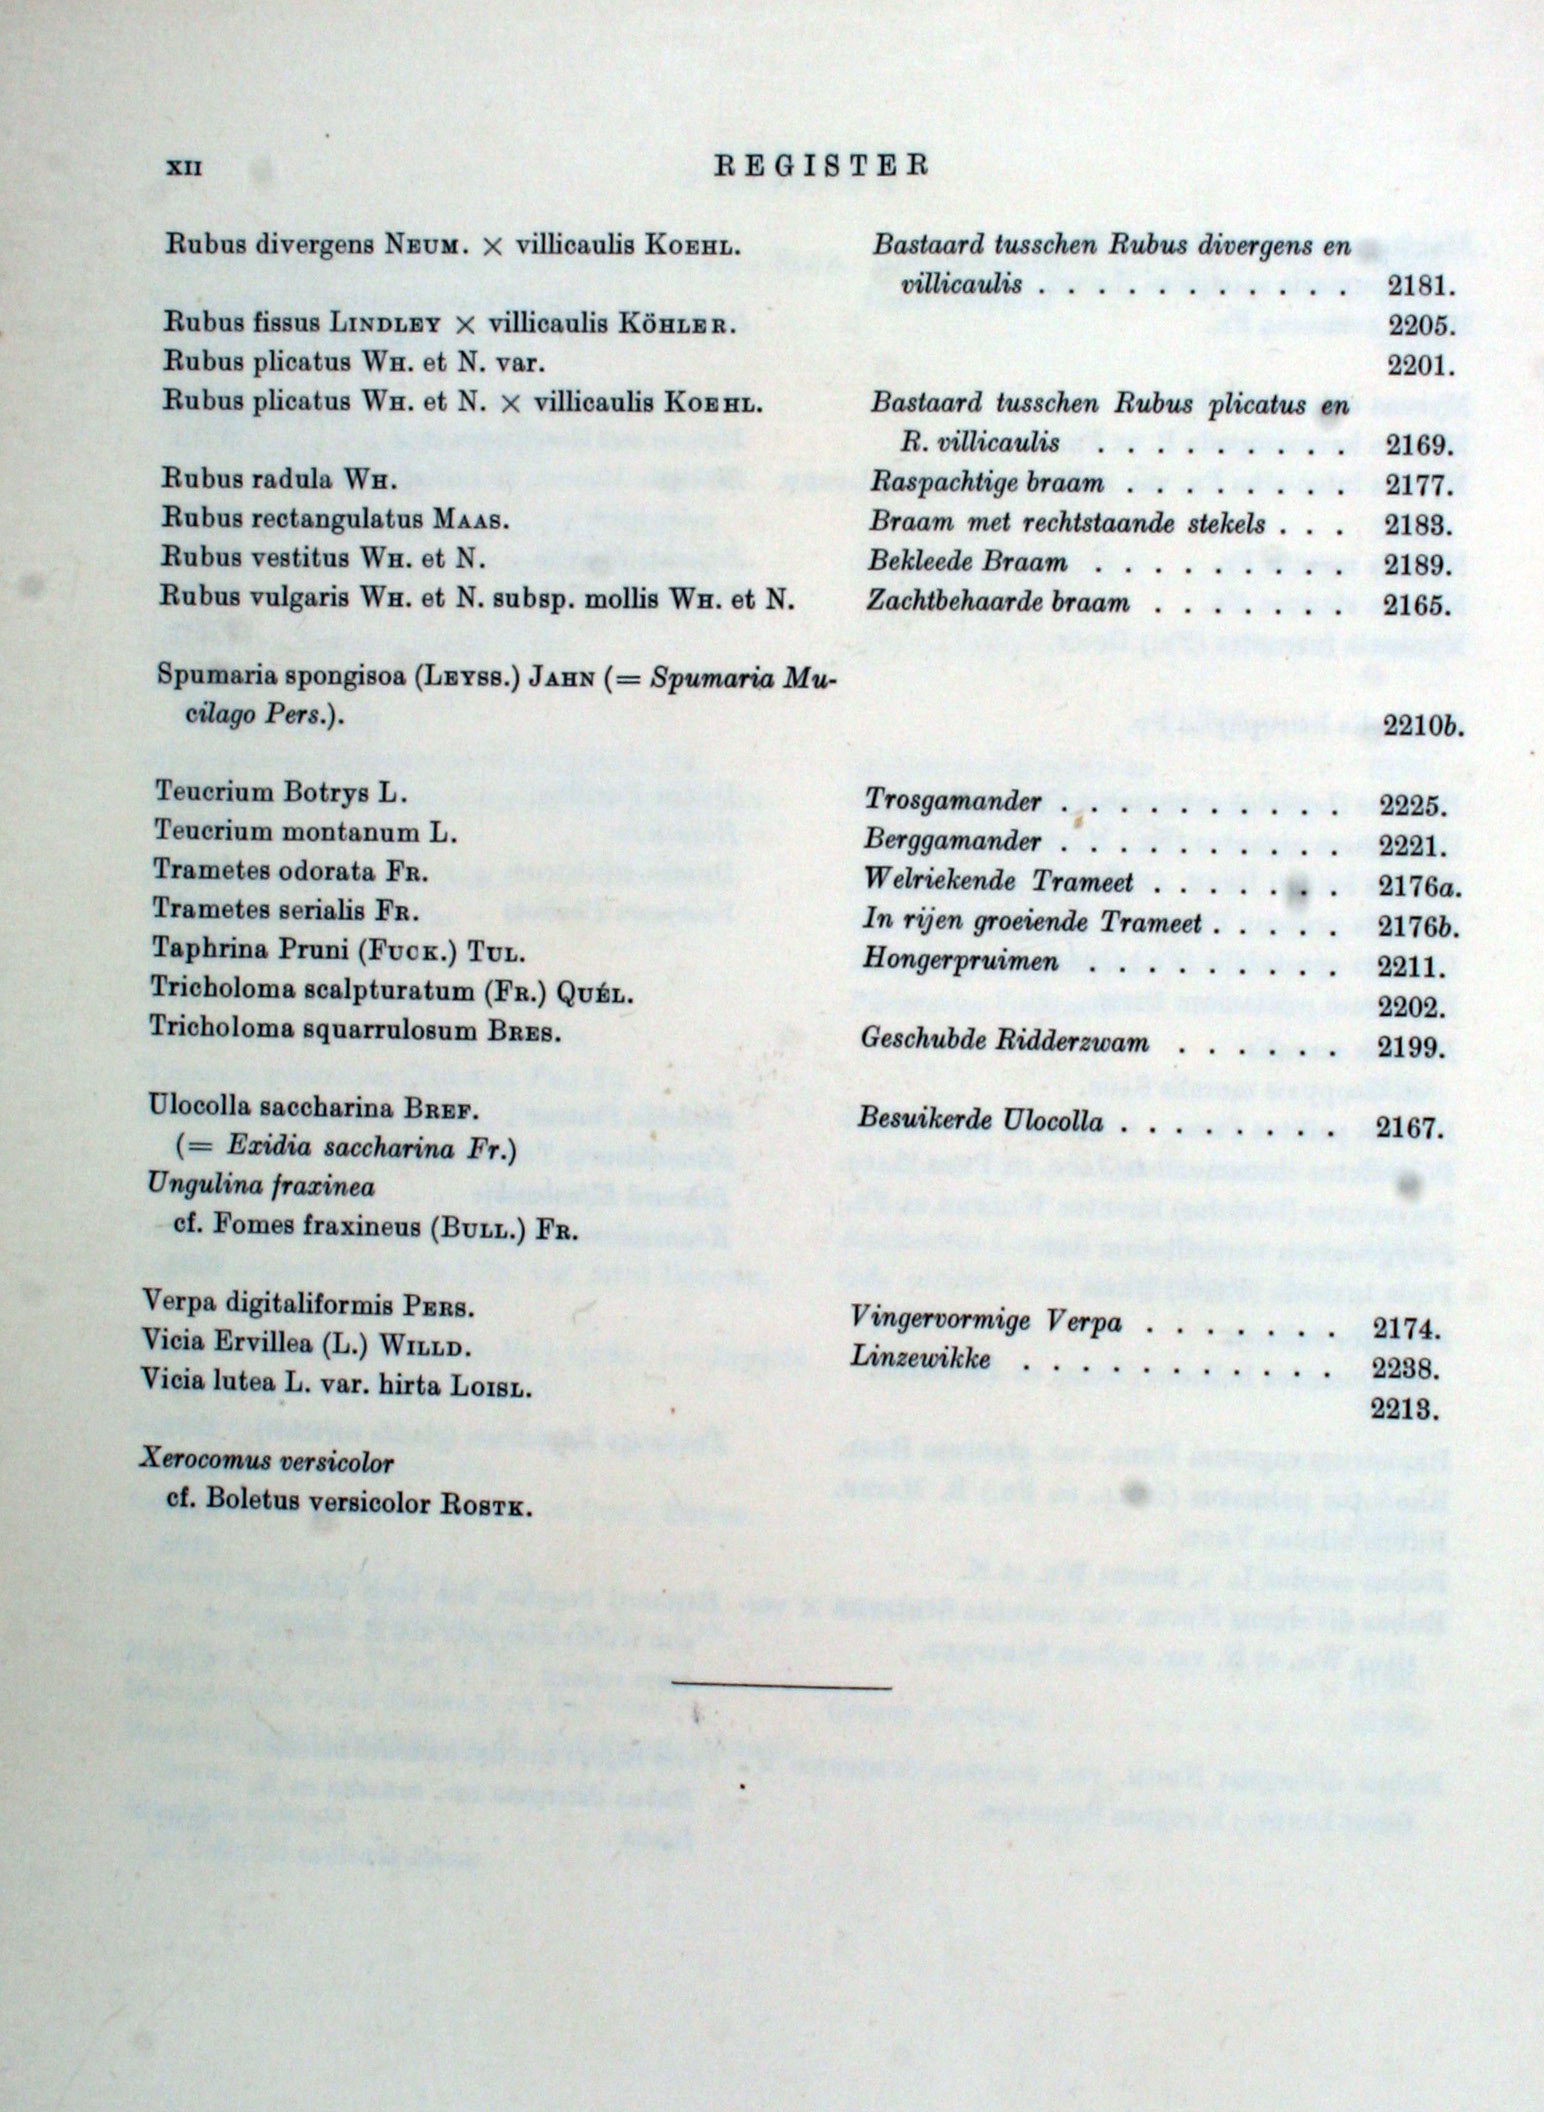 XII REGISTER
Rubus divergens NEUM. × villicaulis KOEHL. Bastaard tusschen Rubus divergens en
villicaulis . . . . . . . . . . . 2181.
Rubus fissus LINDLEY × villicaulis KÖHLER. 2205.
Rubus plicatus WH. et N. var. 2201.
Rubus plicatus WH. et N. × villicaulis KOEHL. Bastaard tusschen Rubus plicatus en
R. villicaulis . . . . . . . . . 2169.
Rubus radula WH. Raspachtige braam . . . . . . . . 2177.
Rubus rectangulatus MAAS. Braam met rechtstaande stekels . . . 2183.
Rubus vestitus WH. et N. Bekleede Braam . . . . . . . . . 2189.
Rubus vulgaris WH. et N. subsp. mollis WH. et N. Zachtbehaarde braam . . . . . . . 2165.
Spumaria spongisoa (LEYSS.) JAHN (= Spumaria Mu-
cilago Pers.). 2210b.
Teucrium Botrys L. Trosgamander . . . . . . . . . . 2225.
Teucrium montanum L. Berggamander . . . . . . . . . . 2221.
Trametes odorata FR. Welriekende Trameet . . . . . . . 2176a.
Trametes serialis FR. In rijen groeiende Trameet . . . . . 2176b.
Taphrina Pruni (FUCK.) TUL. Hongerpruimen . . . . . . . . . 2211.
Tricholoma scalpturatum (FR.) QUÉL. 2202.
Tricholoma squarrulosum BRES. Geschubde Ridderzwam . . . . . . 2199.
Ulocolla saccharina BREF. Besuikerde Ulocolla . . . . . . . . 2167.
(= Exidia saccharina Fr.)
Ungulina fraxinea
cf. Fomes fraxineus (BULL.) FR.
Verpa digitaliformis PERS. Vingervormige Verpa . . . . . . . 2174.
Vicia Ervillea (L.) WILLD. Linzewikke . . . . . . . . . . . 2238.
Vicia lutea L. var. hirta LOISL. 2213.
Xerocomus versicolor
cf. Boletus versicolor ROSTK.